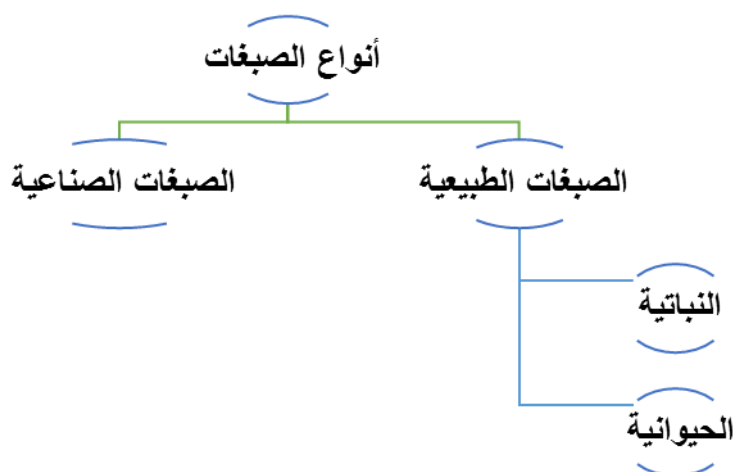 أنواع الصبغات
الصبغات الطبيعية
الصبغات الصناعية
النباتية
الحيوانية